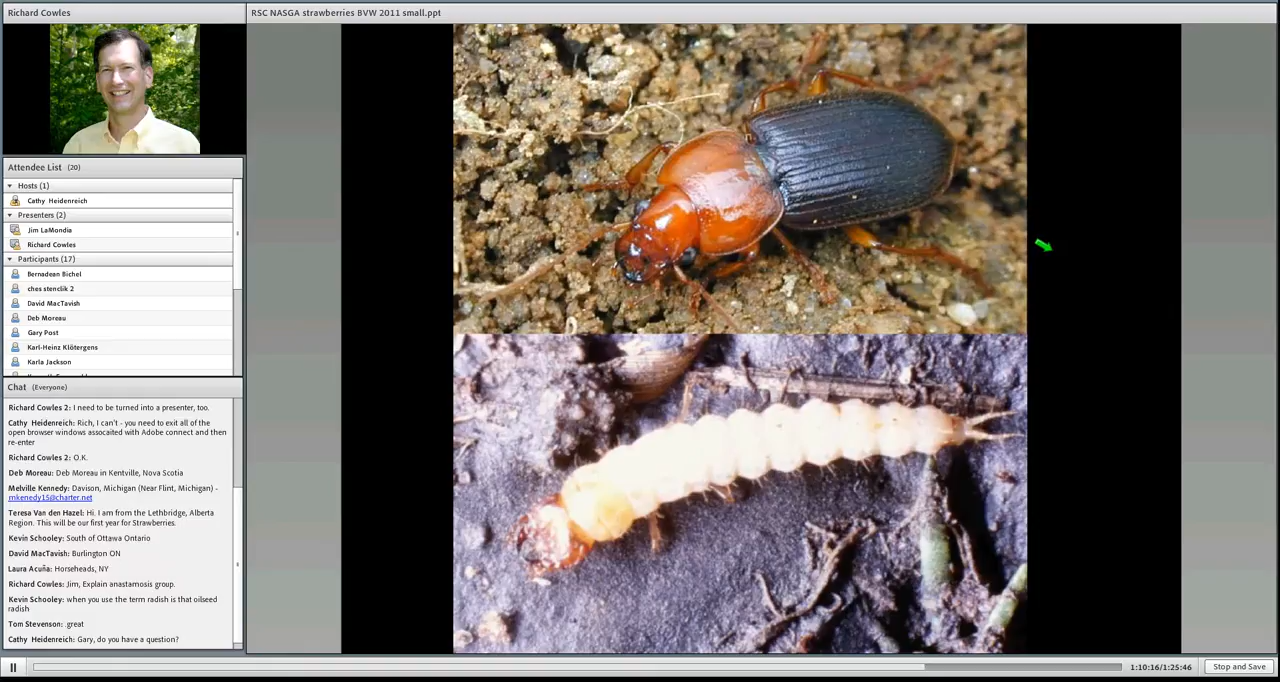 Richard Cowles
RSC NASGA strawberries BVW 2011 small.ppt
Attendee List (20)
Hosts (1)
Cathy Heidenreich
Presenters (2)
Jim LaMondia
Richard Cowles
Participants (17)
Bernadean Bichel
ches stenclik 2
David MacTavish
Deb Moreau
Gary Post
Karl-Heinz Klötergens
Karla Jackson
Chat (Everyone)
Richard Cowles 2: I need to be turned into a presenter, too.
Cathy Heidenreich: Rich, I can't - you need to exit all of the
open browser windows assocaited with Adobe connect and then
re-enter
Richard Cowles 2: O.K.
Deb Moreau: Deb Moreau in Kentville, Nova Scotia
Melville Kennedy: Davison, Michigan (Near Flint, Michigan) -
mkenedy15@charter.net
Teresa Van den Hazel: Hi. I am from the Lethbridge, Alberta
Region. This will be our first year for Strawberries.
Kevin Schooley: South of Ottawa Ontario
David MacTavish: Burlington ON
Laura Acuña: Horseheads, NY
Richard Cowles: Jim, Explain anastamosis group.
Kevin Schooley: when you use the term radish is that oilseed
radish
Tom Stevenson: .great
Cathy Heidenreich: Gary, do you have a question?
1:10:16/1:25:46
Stop and Save